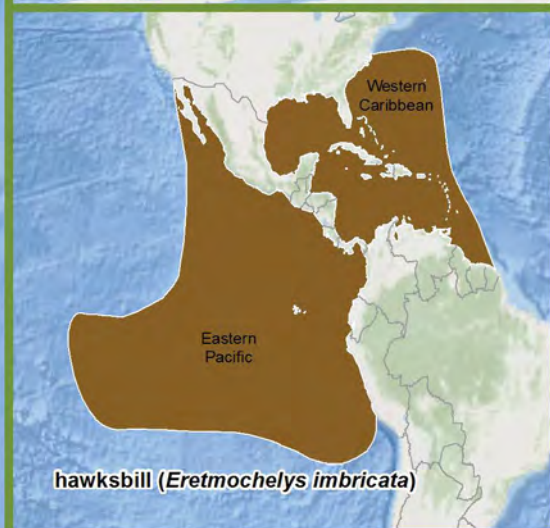 Western
Caribbean
Eastern
Pacific
hawksbill (Eretmochelys imbricata)